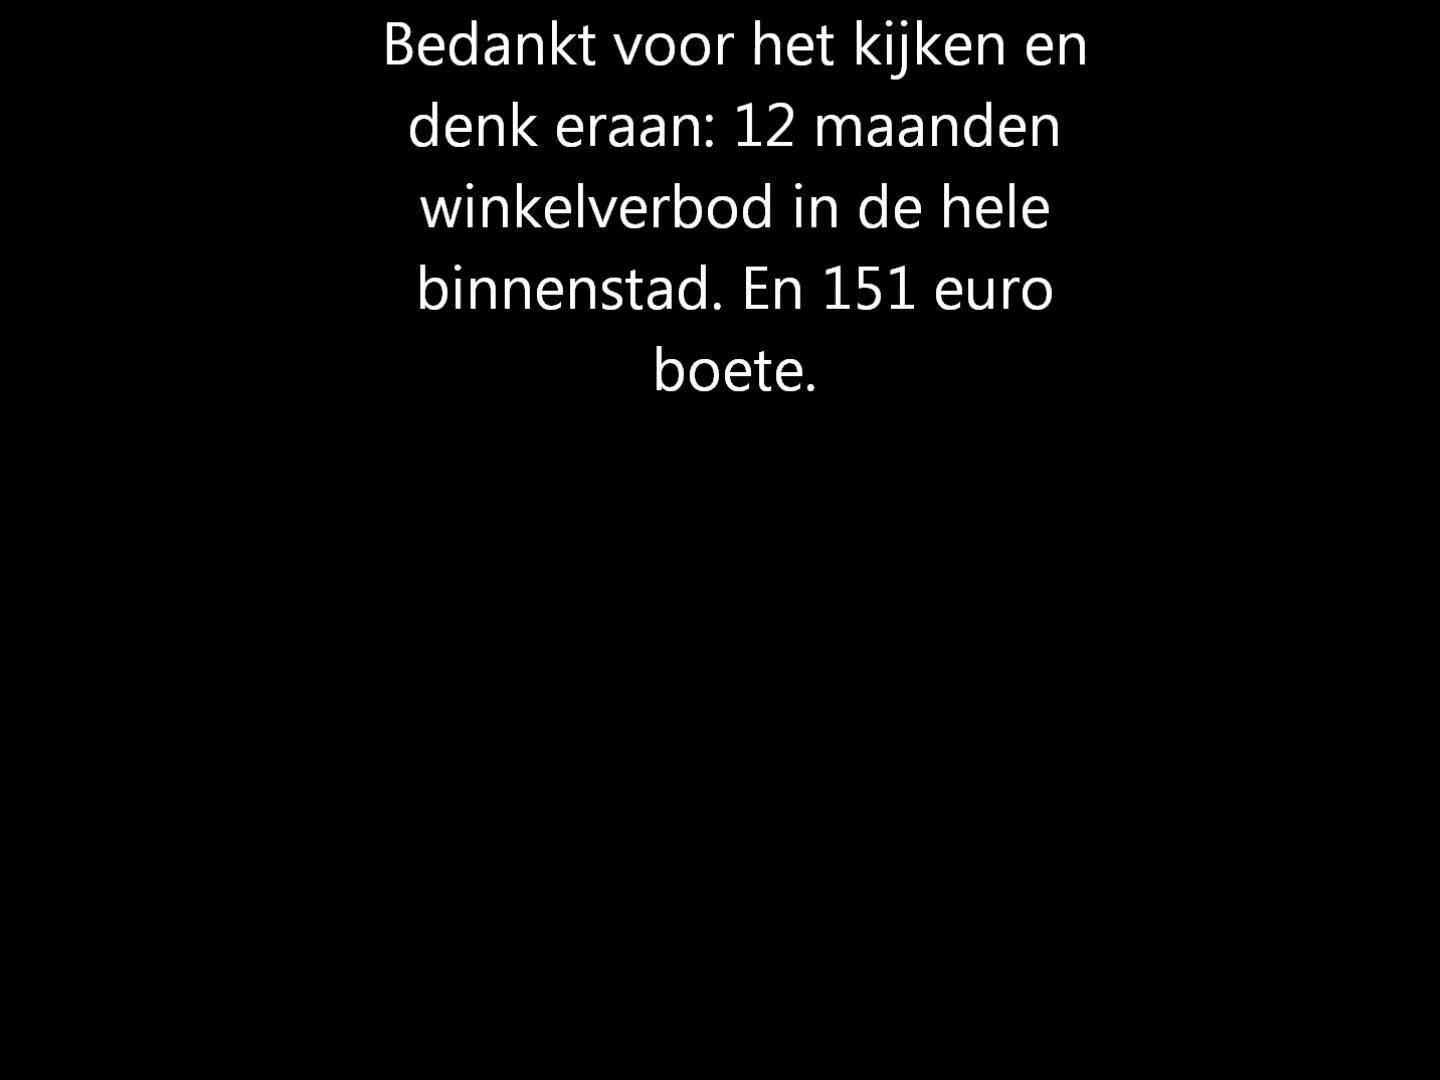 Bedankt voor het kijken en
denk eraan: 12 maanden
winkelverbod in de hele
binnenstad. En 151 euro
boete.